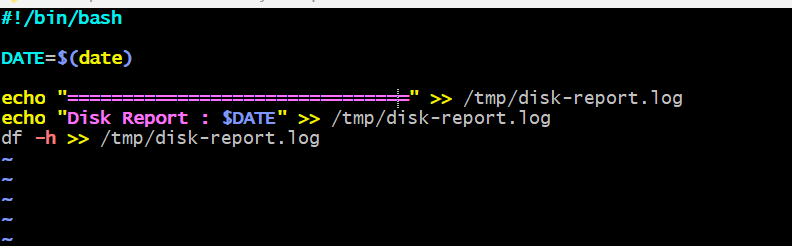 #!/bin/bash
DATE=$(date)
echo "===============================" >> /tmp/disk-report.log
echo "Disk Report : $DATE" >> /tmp/disk-report.log
df -h >> /tmp/disk-report.log
~
~
~
~
~